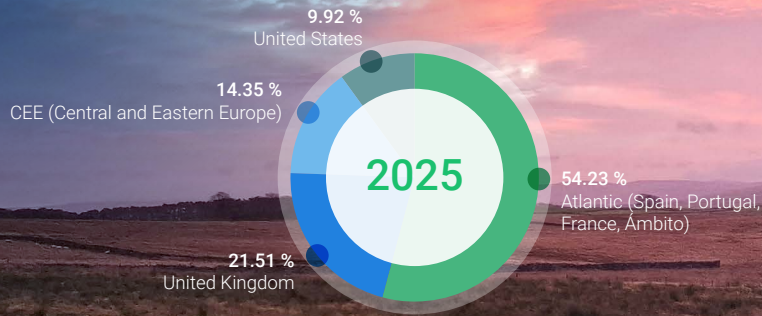 9.92 %
United States
14.35 %
CEE (Central and Eastern Europe)
2025
54.23 %
Atlantic (Spain, Portugal,
France, Ámbito)
21.51 %
United Kingdom